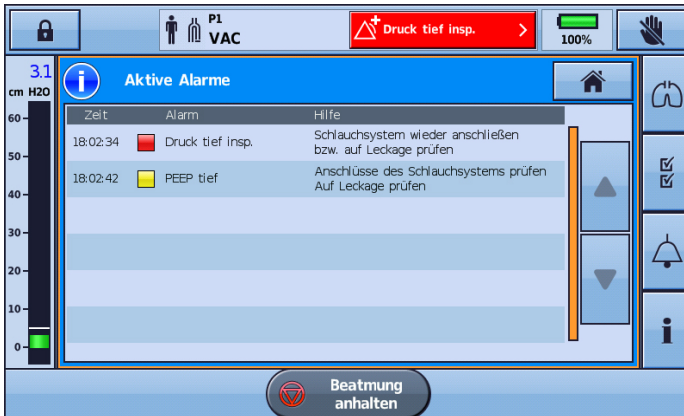 P1
VAC
Druck tief insp.
100%
3.1
cm H2O
60
50
40
30
20
10
0
Aktive Alarme
Zeit Alarm Hilfe
18:02:34 Druck tief insp. Schlauchsystem wieder anschließen
bzw. auf Leckage prüfen
18:02:42 PEEP tief Anschlüsse des Schlauchsystems prüfen
Auf Leckage prüfen
Beatmung
anhalten